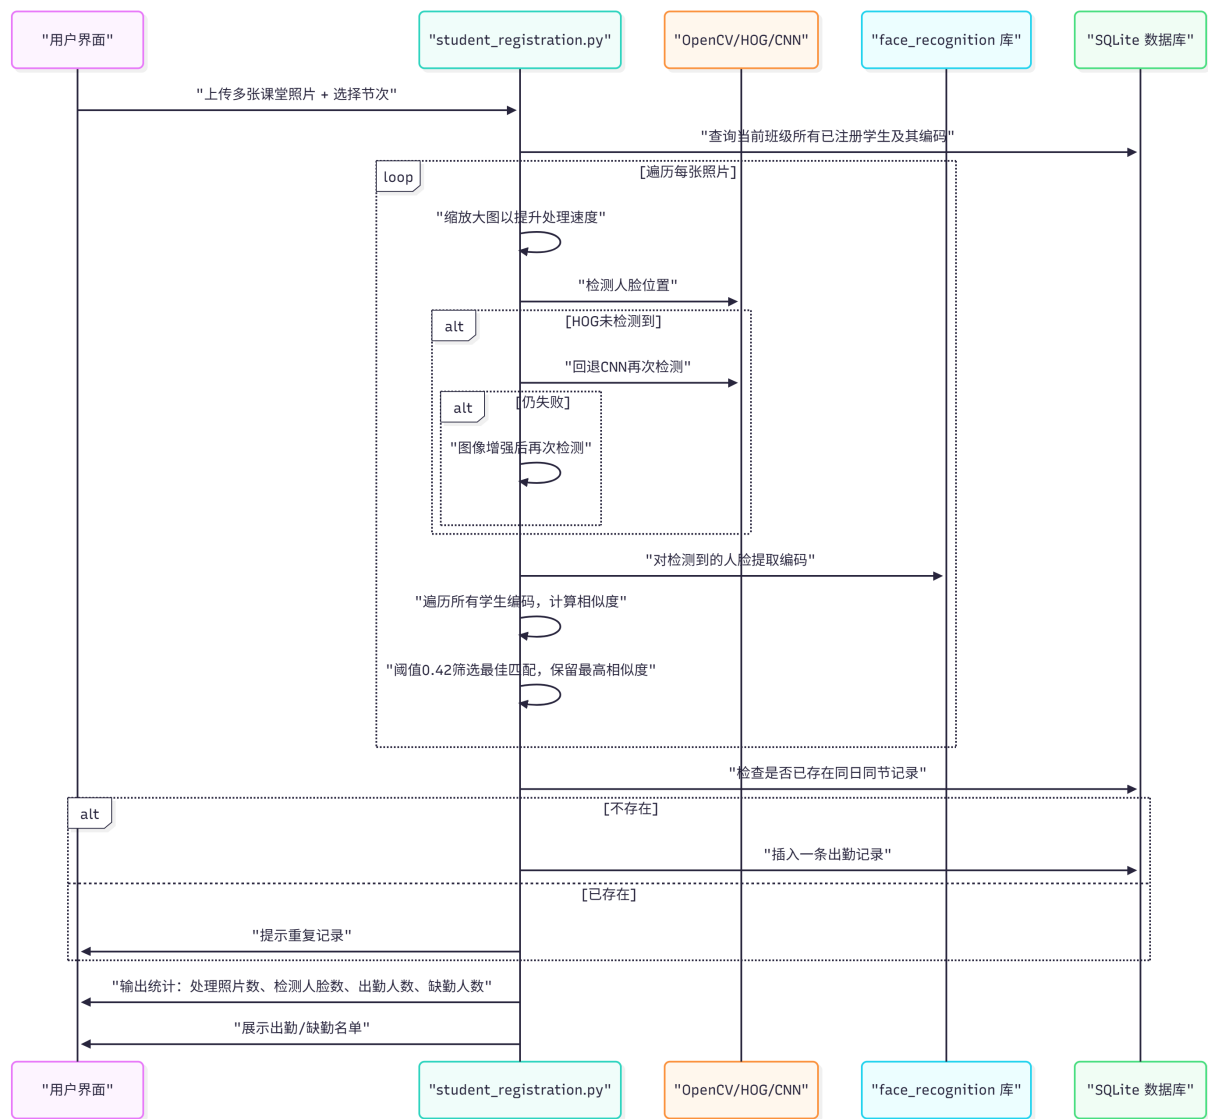 "用户界面"
"student_registration.py"
"OpenCV/HOG/CNN"
"face_recognition 库"
"SQLite 数据库"
"上传多张课堂照片 + 选择节次"
"查询当前班级所有已注册学生及其编码"
loop
[遍历每张照片]
"缩放大图以提升处理速度"
"检测人脸位置"
alt
[HOG未检测到]
"回退CNN再次检测"
alt
[仍失败]
"图像增强后再次检测"
"对检测到的人脸提取编码"
"遍历所有学生编码，计算相似度"
"阈值0.42筛选最佳匹配，保留最高相似度"
"检查是否已存在同日同节记录"
alt
[不存在]
"插入一条出勤记录"
[已存在]
"提示重复记录"
"输出统计：处理照片数、检测人脸数、出勤人数、缺勤人数"
"展示出勤/缺勤名单"
"用户界面"
"student_registration.py"
"OpenCV/HOG/CNN"
"face_recognition 库"
"SQLite 数据库"